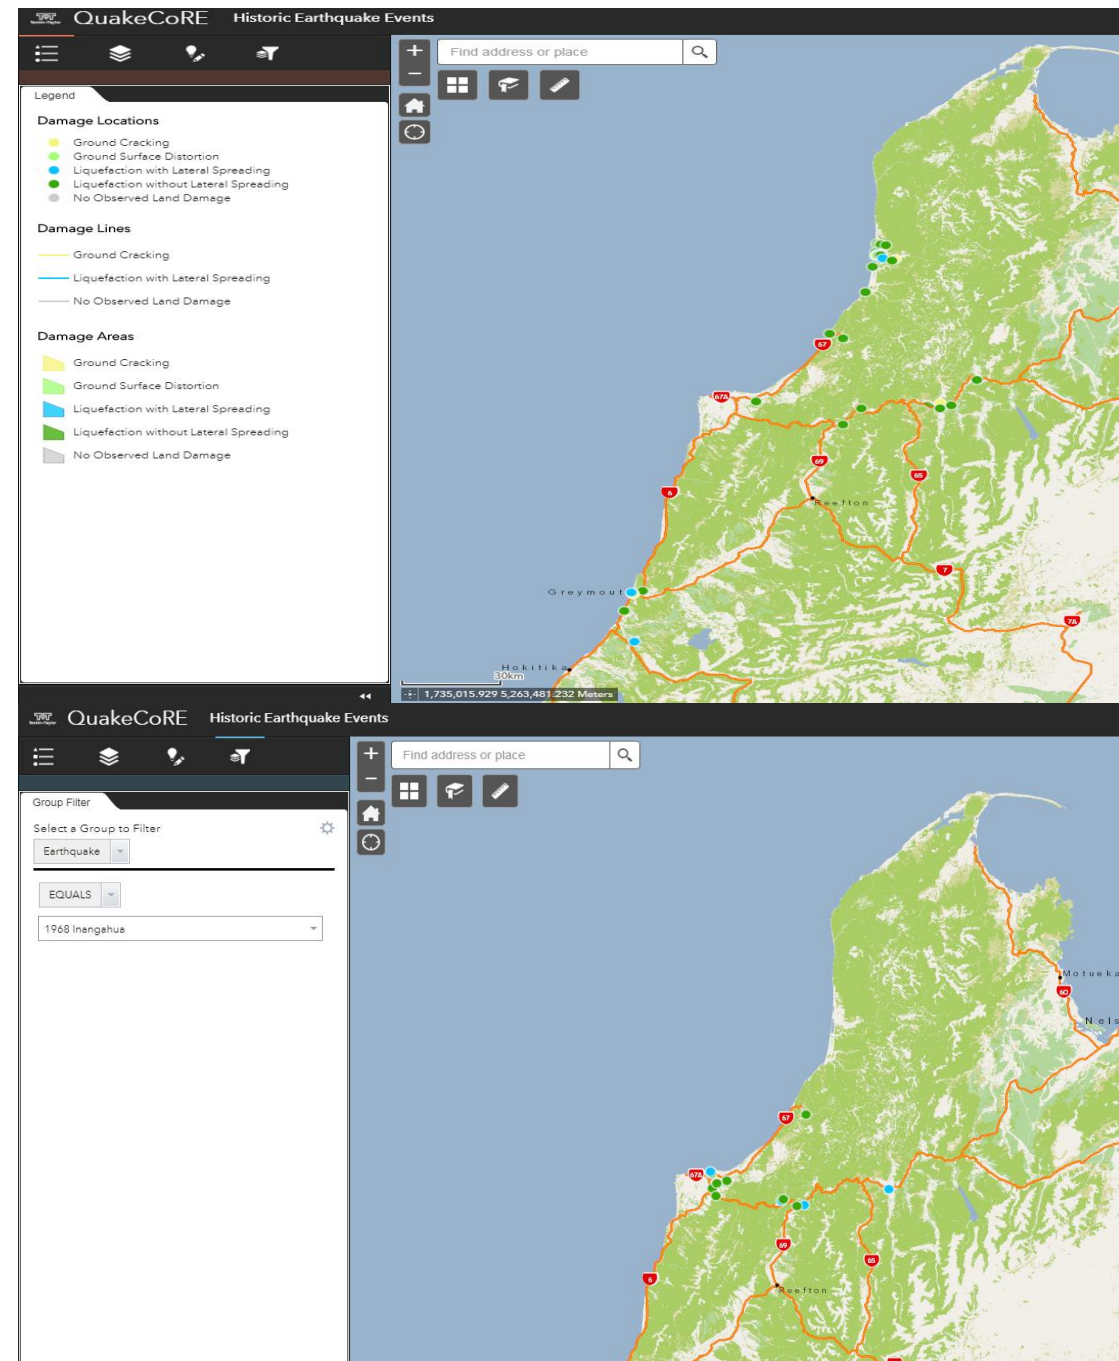 QuakeCoRE Historic Earthquake Events
Find address or place
Legend
Damage Locations
Ground Cracking
Ground Surface Distortion
Liquefaction with Lateral Spreading
Liquefaction without Lateral Spreading
No Observed Land Damage
Damage Lines
Ground Cracking
Liquefaction with Lateral Spreading
No Observed Land Damage
Damage Areas
Ground Cracking
Ground Surface Distortion
Liquefaction with Lateral Spreading
Liquefaction without Lateral Spreading
No Observed Land Damage
67
67A
69
65
6
Reefton
7
Greymouth
7A
Hokitika
30km
1,735,015.929 5,263,481.232 Meters
QuakeCoRE Historic Earthquake Events
Find address or place
Group Filter
Select a Group to Filter
Earthquake
EQUALS
1968 Inangahua
Motueka
60
Nels
67
67A
69
65
6
Reefton